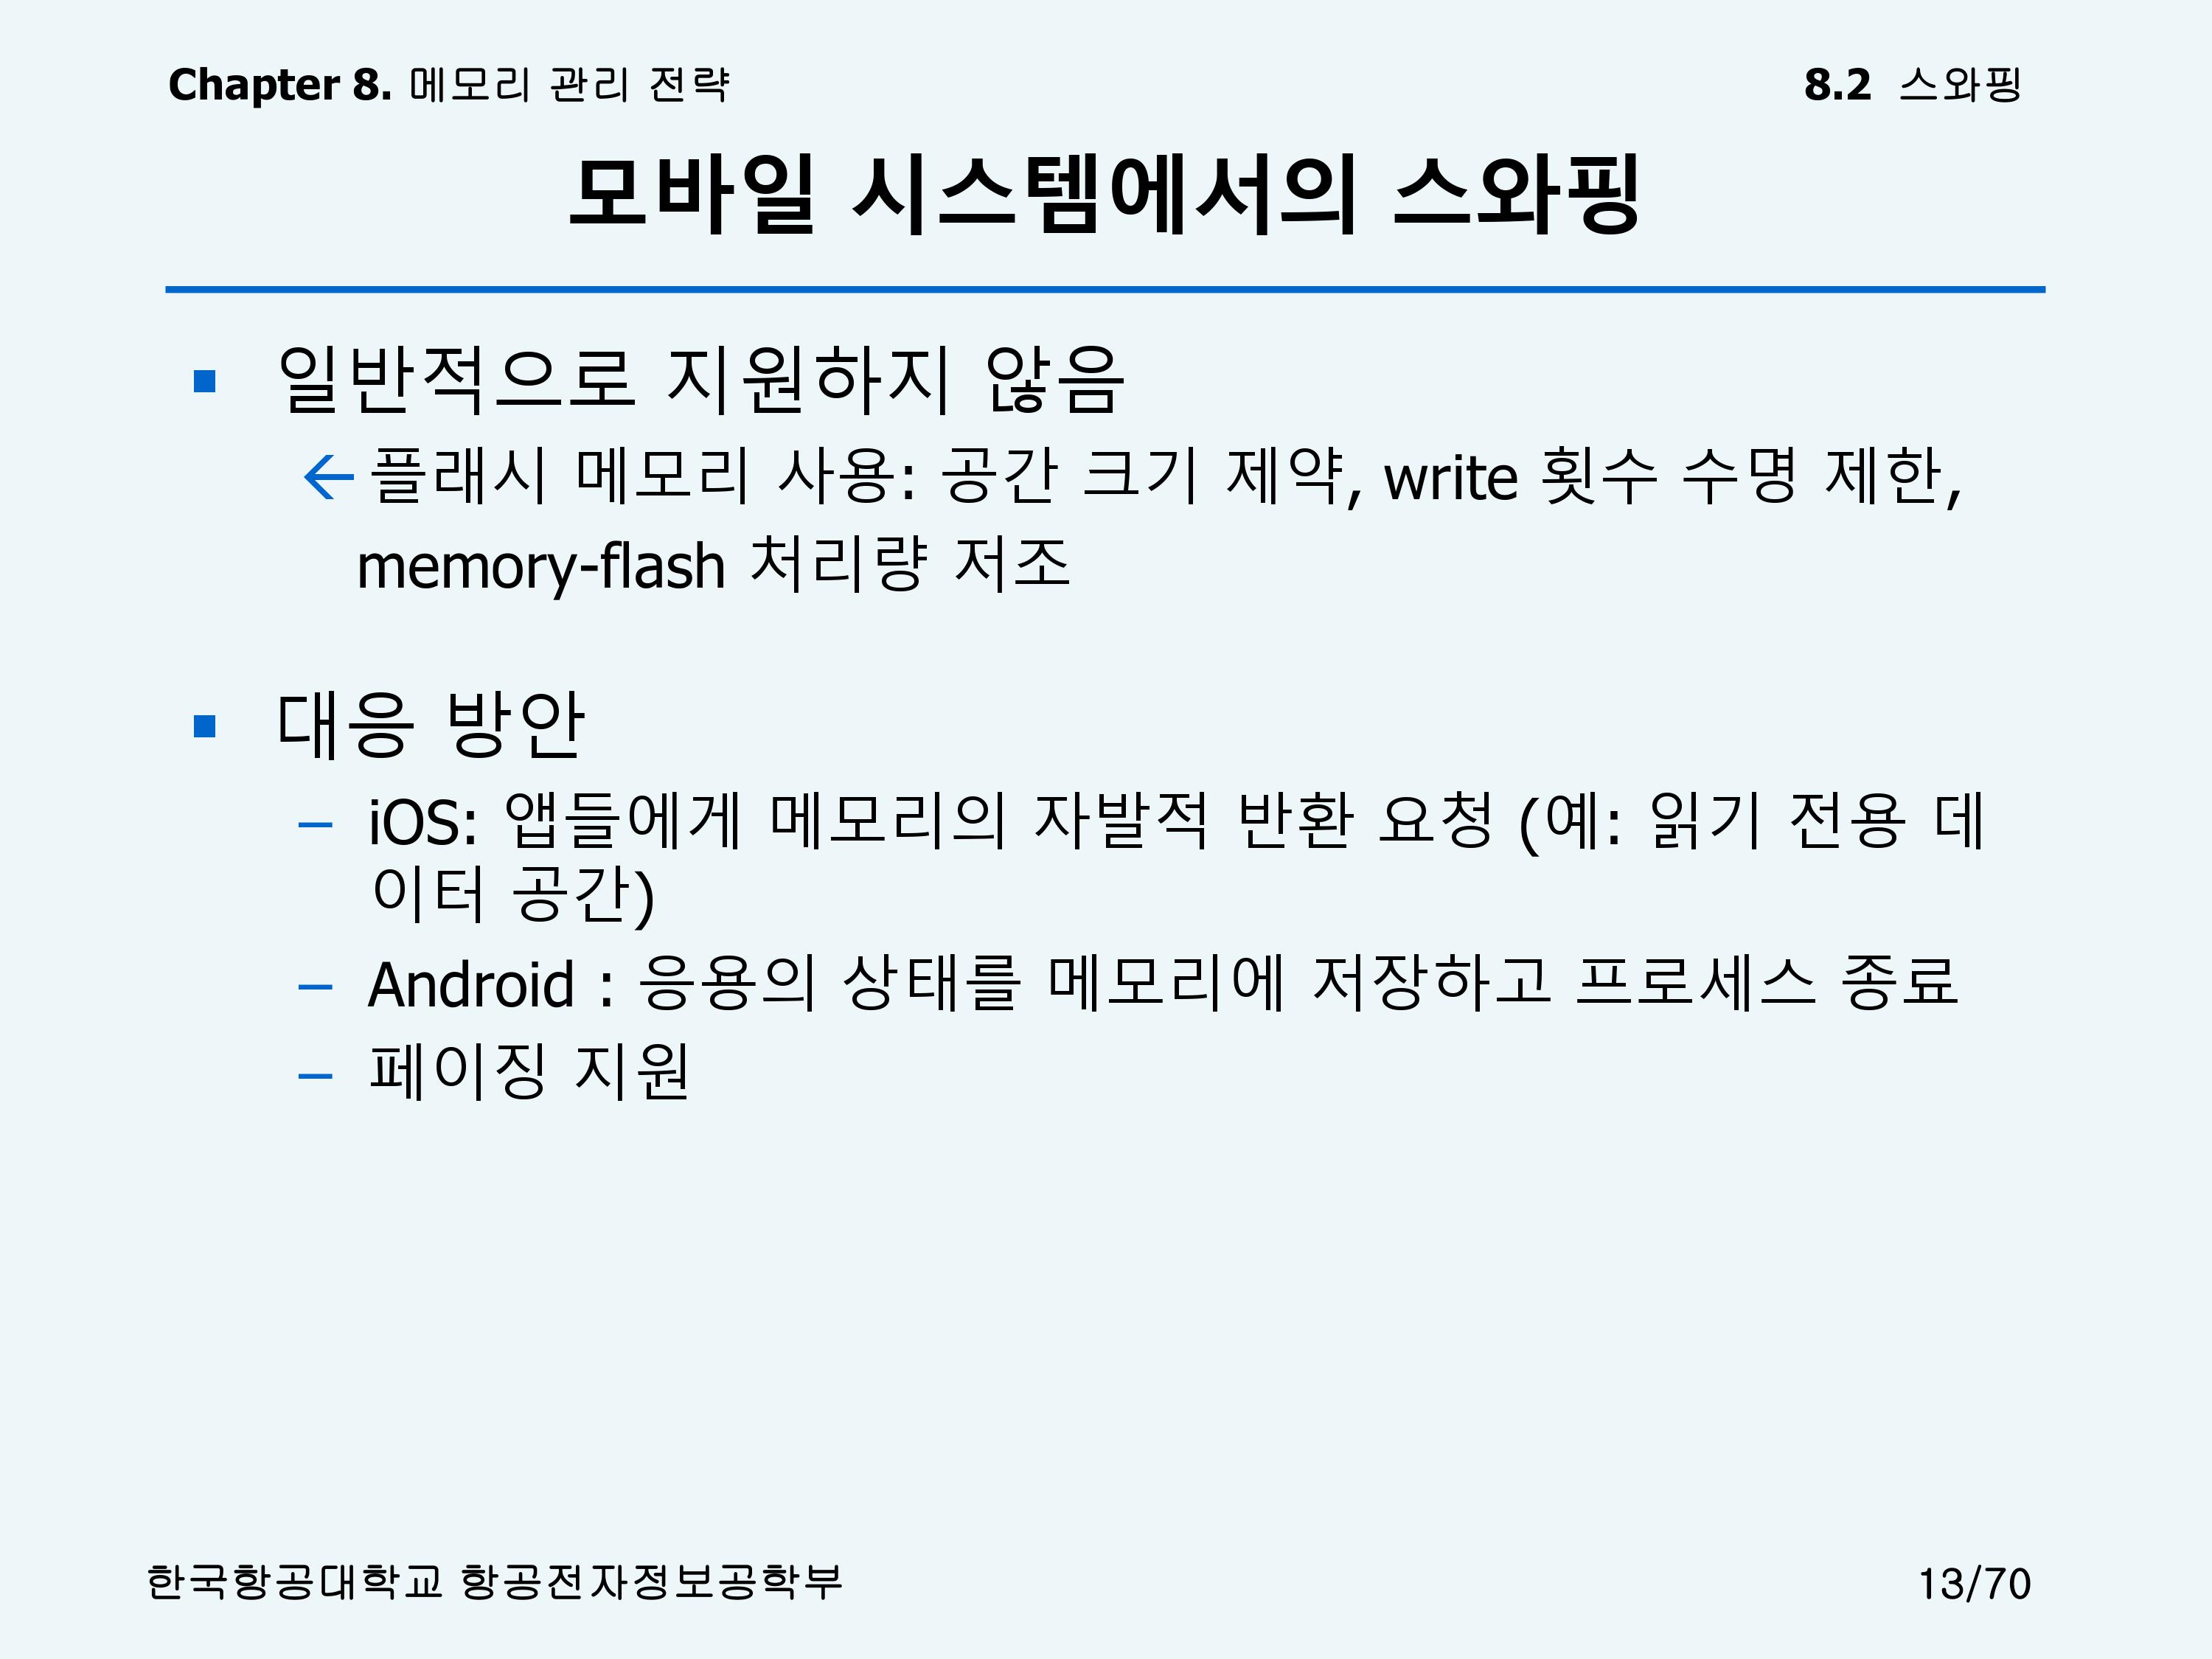 Chapter 8. 메모리 관리 전략
8.2 스와핑
모바일 시스템에서의 스와핑
▪ 일반적으로 지원하지 않음
← 플래시 메모리 사용: 공간 크기 제약, write 횟수 수명 제한,
memory-flash 처리량 저조
▪ 대응 방안
– iOS: 앱들에게 메모리의 자발적 반환 요청 (예: 읽기 전용 데
이터 공간)
– Android : 응용의 상태를 메모리에 저장하고 프로세스 종료
– 페이징 지원
한국항공대학교 항공전자정보공학부
13/70